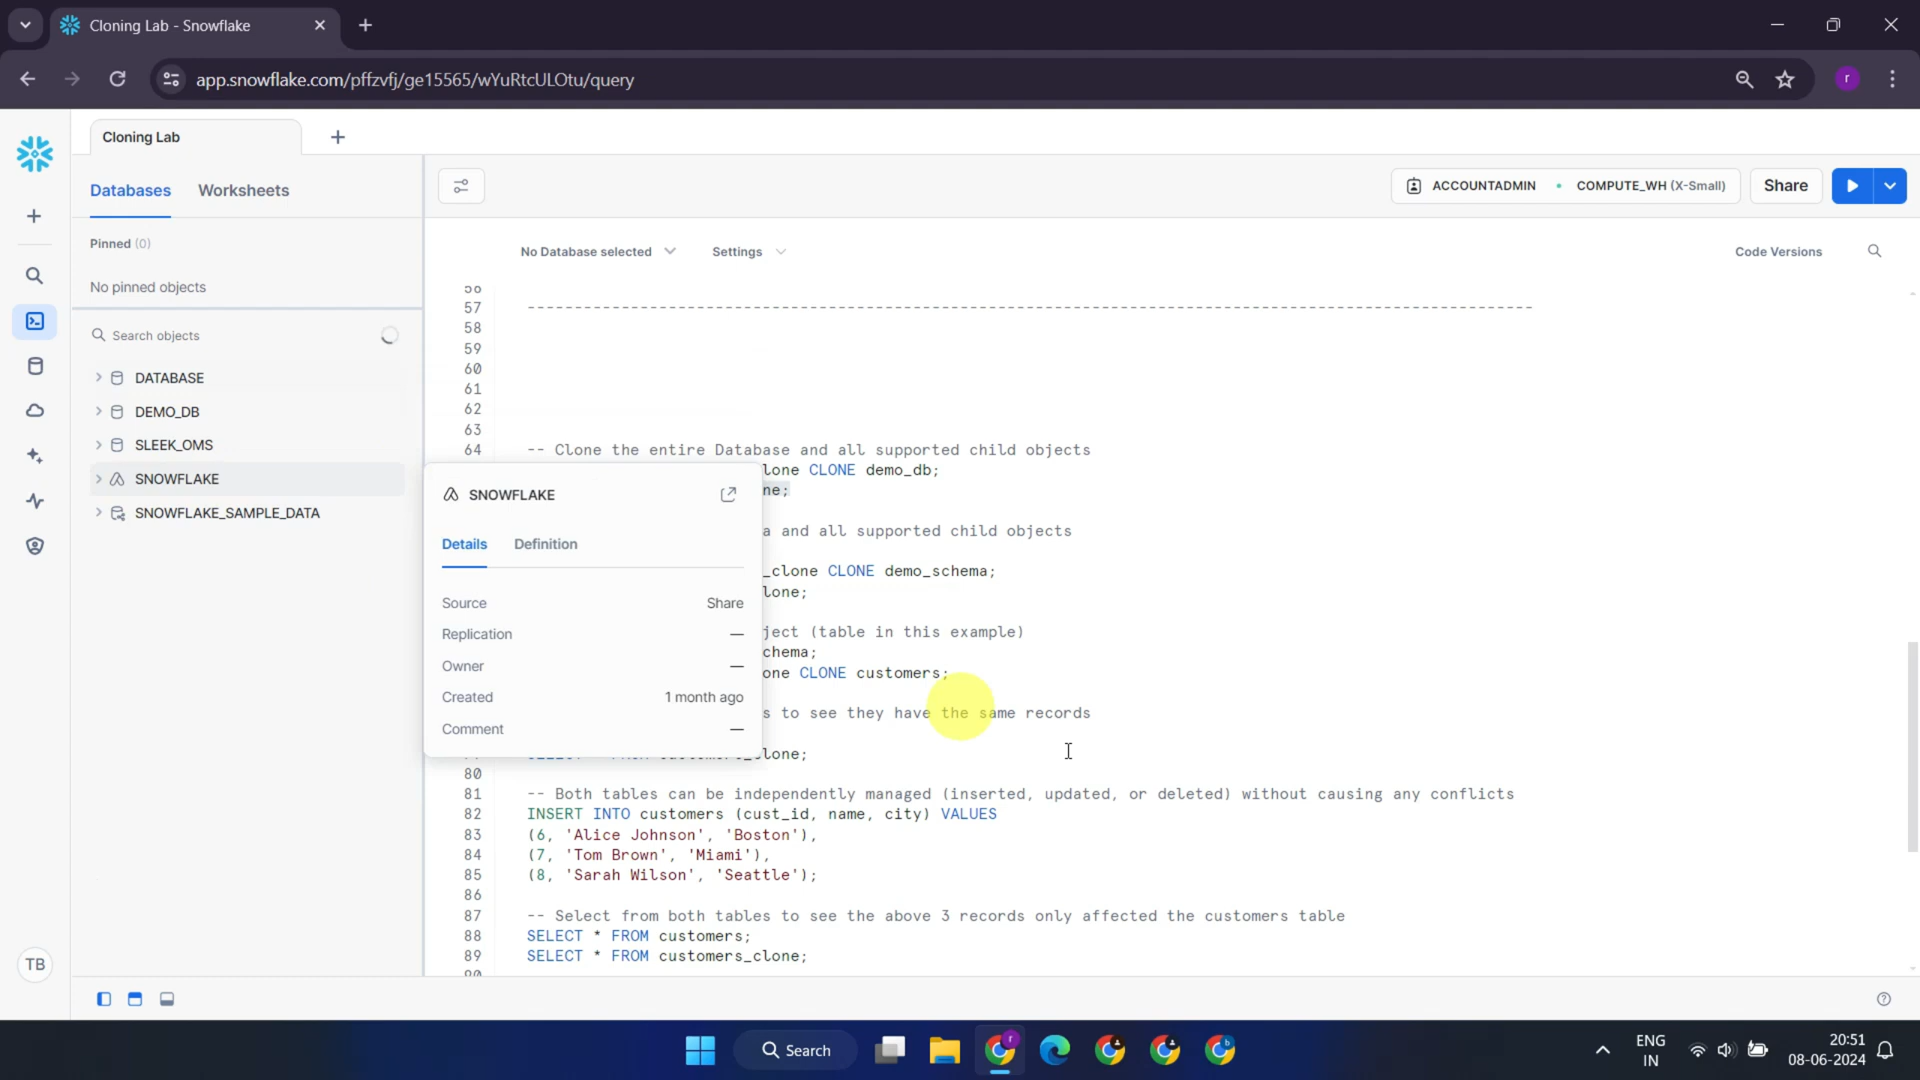 Cloning Lab - Snowflake
app.snowflake.com/pffzvfj/ge15565/wYuRtcULOtu/query
r
Cloning Lab
Databases Worksheets
ACCOUNTADMIN COMPUTE_WH (X-Small) Share
Pinned (0)
No Database selected Settings Code Versions
No pinned objects
Search objects
DATABASE
DEMO_DB
SLEEK_OMS
SNOWFLAKE
SNOWFLAKE_SAMPLE_DATA
TB
SNOWFLAKE
Details Definition
Source Share
Replication —
Owner —
Created 1 month ago
Comment —
56
57 ------------------------------------------------------------------------------------------------------------
58
59
60
61
62
63
64 -- Clone the entire Database and all supported child objects
lone CLONE demo_db;
ne;
a and all supported child objects
_clone CLONE demo_schema;
lone;
ject (table in this example)
chema;
one CLONE customers;
s to see they have the same records
lone;
80
81 -- Both tables can be independently managed (inserted, updated, or deleted) without causing any conflicts
82 INSERT INTO customers (cust_id, name, city) VALUES
83 (6, 'Alice Johnson', 'Boston'),
84 (7, 'Tom Brown', 'Miami'),
85 (8, 'Sarah Wilson', 'Seattle');
86
87 -- Select from both tables to see the above 3 records only affected the customers table
88 SELECT * FROM customers;
89 SELECT * FROM customers_clone;
90
Search
ENG
IN
20:51
08-06-2024